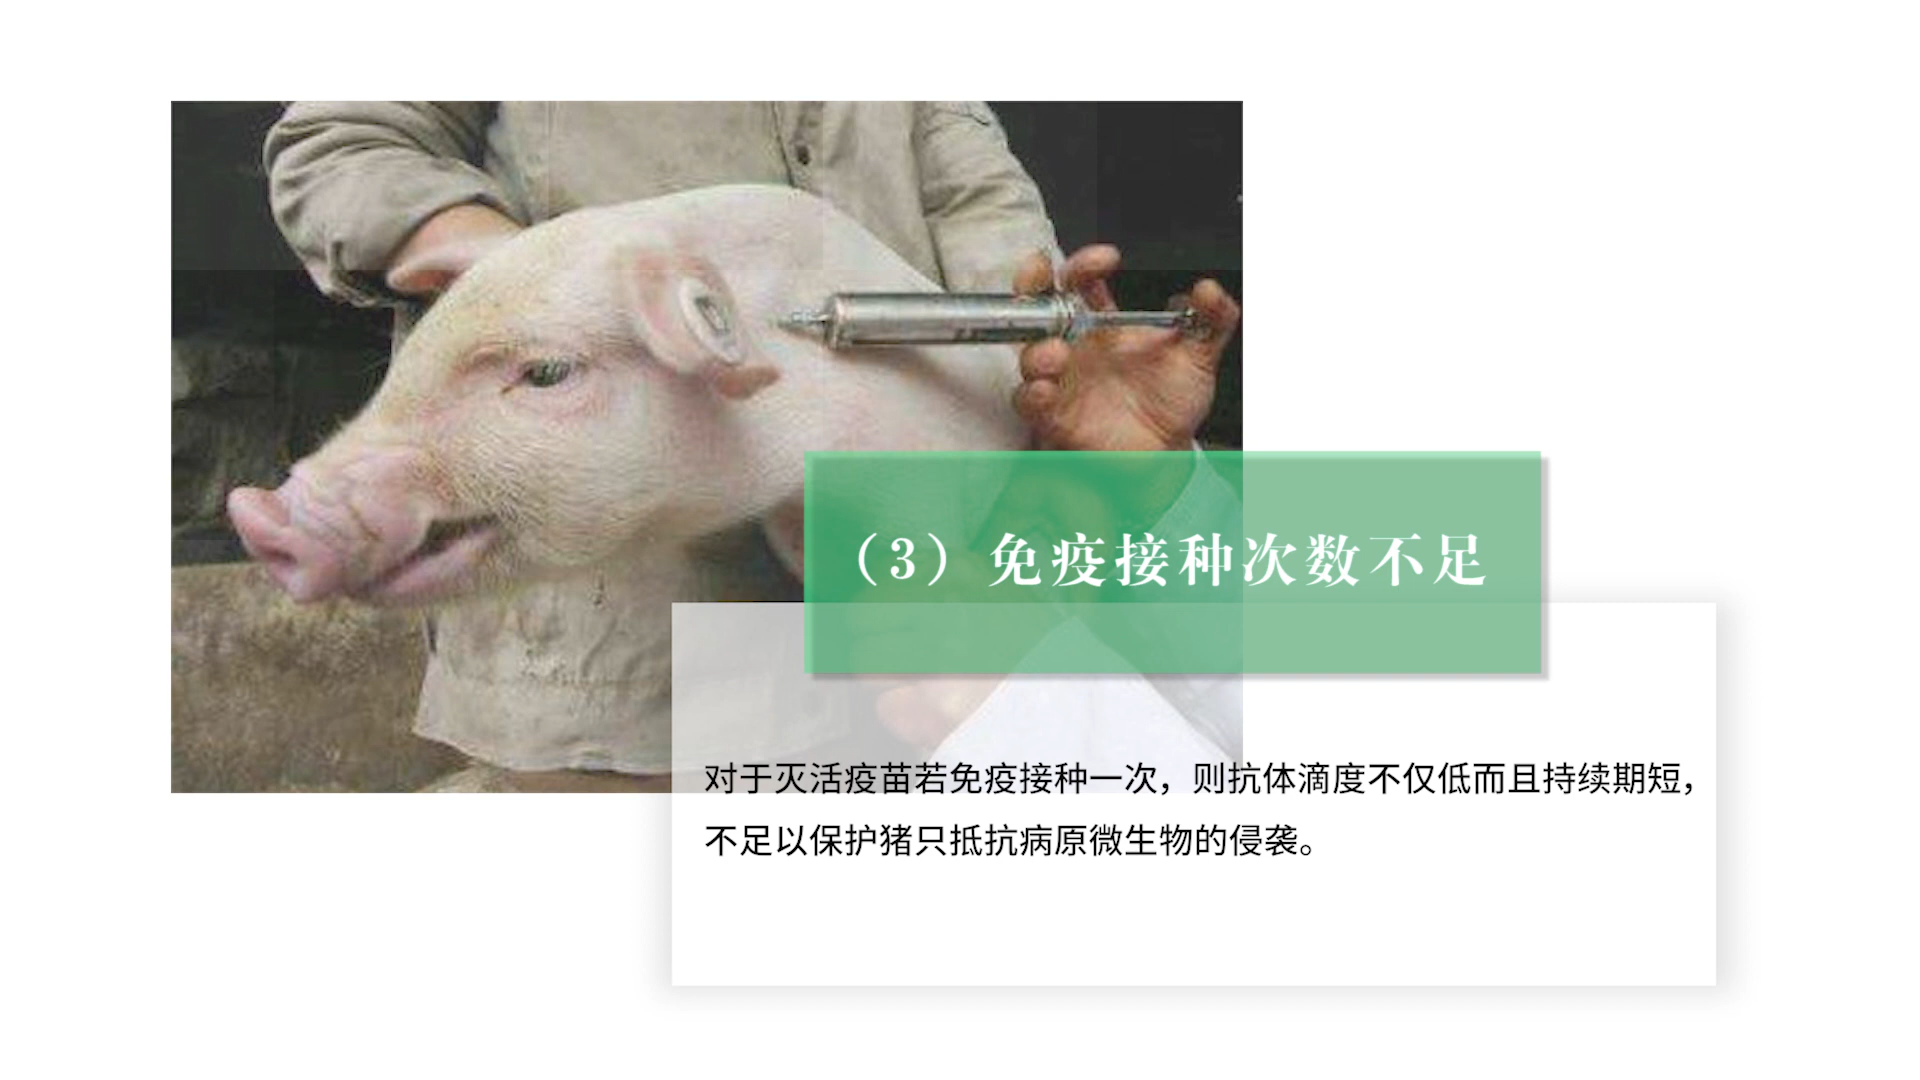 （3）免疫接种次数不足
对于灭活疫苗若免疫接种一次，则抗体滴度不仅低而且持续期短，
不足以保护猪只抵抗病原微生物的侵袭。